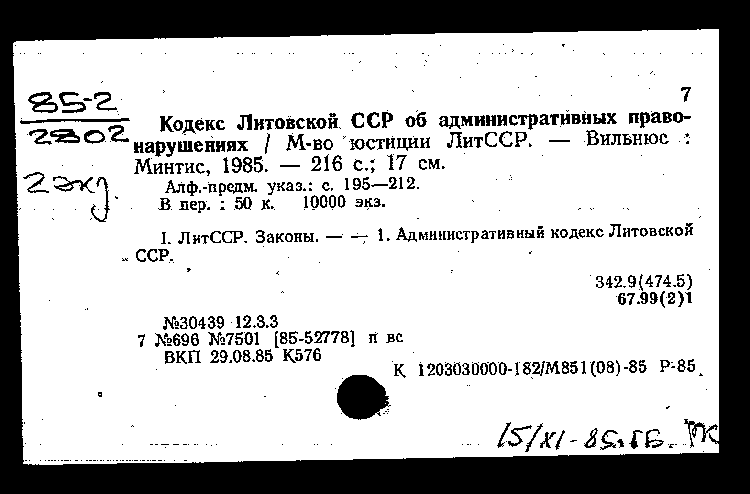 7
85-2
2802
2 экз.
Кодекс Литовской ССР об административных право-
нарушениях / М-во юстиции ЛитССР. — Вильнюс :
Минтис, 1985. — 216 с.; 17 см.
Алф.-предм. указ.: с. 195—212.
В пер. : 50 к. 10000 экз.
I. ЛитССР. Законы. — — 1. Административный кодекс Литовской
ССР.
342.9(474.5)
67.99(2)1
№30439 12.3.3
7 №696 №7501 [85-52778] п вс
ВКП 29.08.85 К576
К 1203030000-182/М851(08)-85 Р-85
15/XI-85